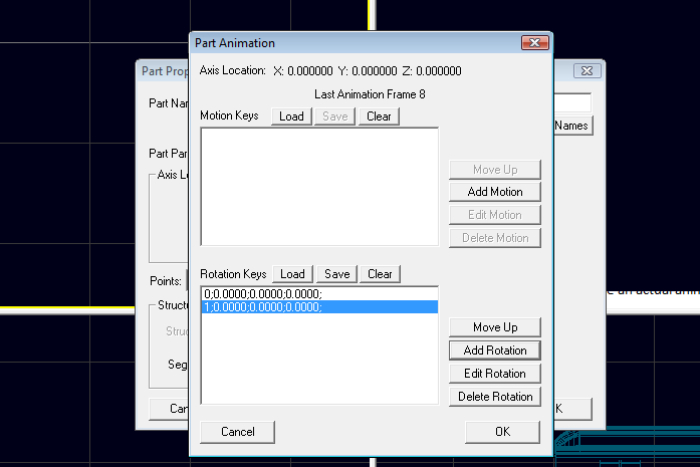 Part Animation
Part Prop
Axis Location: X: 0.000000 Y: 0.000000 Z: 0.000000
Last Animation Frame 8
Part Nam
Motion Keys Load Save Clear
Names
Part Par
Move Up
Axis Lo
Add Motion
Edit Motion
Delete Motion
Points:
Rotation Keys Load Save Clear
0;0.0000;0.0000;0.0000;
1;0.0000;0.0000;0.0000;
Structu
Struc
Move Up
Add Rotation
Seg
Edit Rotation
Delete Rotation
Can
K
Cancel OK